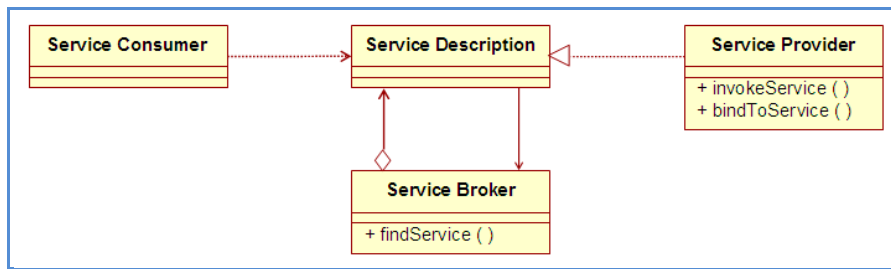 Service Consumer
Service Description
Service Provider
+ invokeService ( )
+ bindToService ( )
Service Broker
+ findService ( )